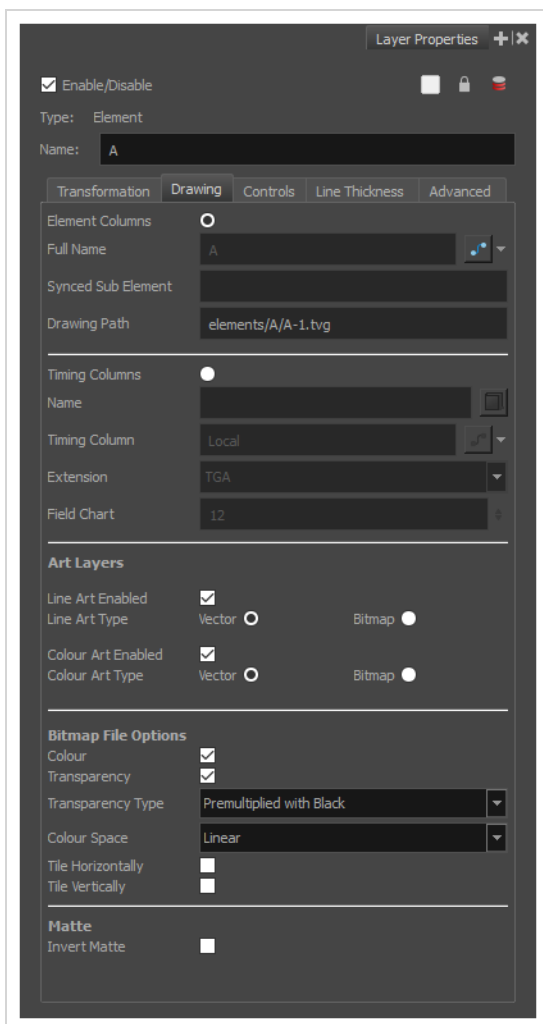 Layer Properties
Enable/Disable
Type: Element
Name: A
Transformation Drawing Controls Line Thickness Advanced
Element Columns
Full Name A
Synced Sub Element
Drawing Path elements/A/A-1.tvg
Timing Columns
Name
Timing Column Local
Extension TGA
Field Chart 12
Art Layers
Line Art Enabled
Line Art Type Vector Bitmap
Colour Art Enabled
Colour Art Type Vector Bitmap
Bitmap File Options
Colour
Transparency
Transparency Type Premultiplied with Black
Colour Space Linear
Tile Horizontally
Tile Vertically
Matte
Invert Matte